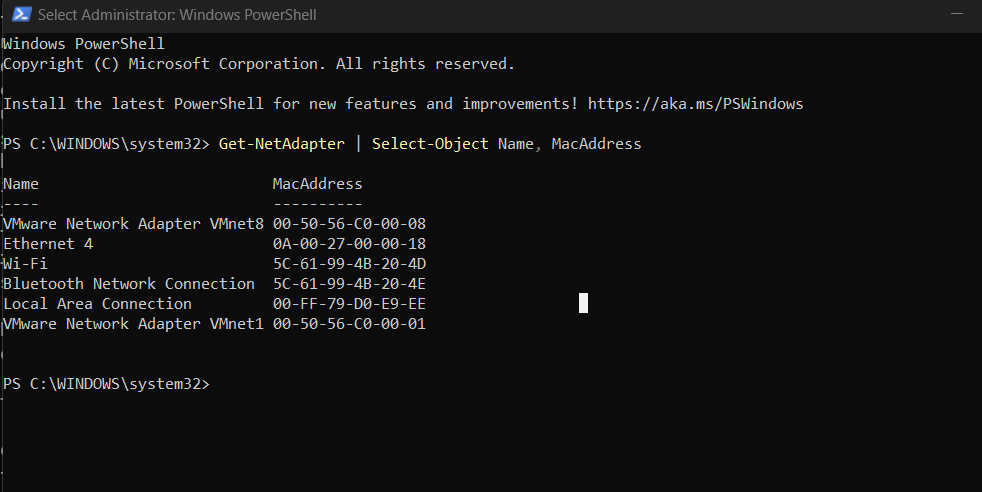 Select Administrator: Windows PowerShell
Windows PowerShell
Copyright (C) Microsoft Corporation. All rights reserved.
Install the latest PowerShell for new features and improvements! https://aka.ms/PSWindows
PS C:\WINDOWS\system32> Get-NetAdapter | Select-Object Name, MacAddress
Name                          MacAddress
----                          ----------
VMware Network Adapter VMnet8 00-50-56-C0-00-08
Ethernet 4                    0A-00-27-00-00-18
Wi-Fi                         5C-61-99-4B-20-4D
Bluetooth Network Connection  5C-61-99-4B-20-4E
Local Area Connection         00-FF-79-D0-E9-EE
VMware Network Adapter VMnet1 00-50-56-C0-00-01
PS C:\WINDOWS\system32>